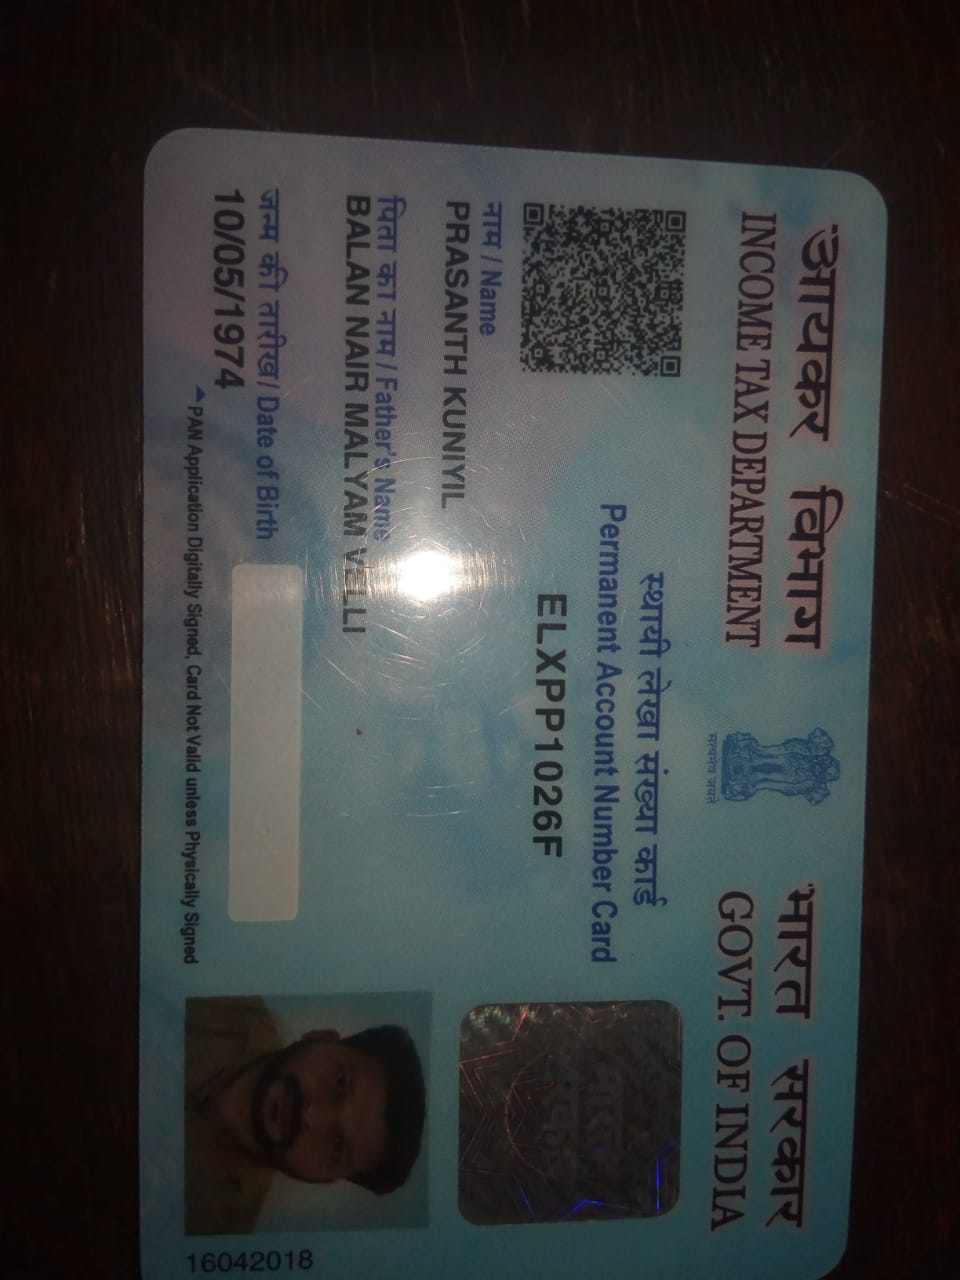 आयकर विभाग
INCOME TAX DEPARTMENT
सत्यमेव जयते
भारत सरकार
GOVT. OF INDIA
स्थायी लेखा संख्या कार्ड
Permanent Account Number Card
ELXPP1026F
नाम / Name
PRASANTH KUNIYIL
पिता का नाम / Father's Name
BALAN NAIR MALYAM VELLI
जन्म की तारीख / Date of Birth
10/05/1974
PAN Application Digitally Signed, Card Not Valid unless Physically Signed
16042018